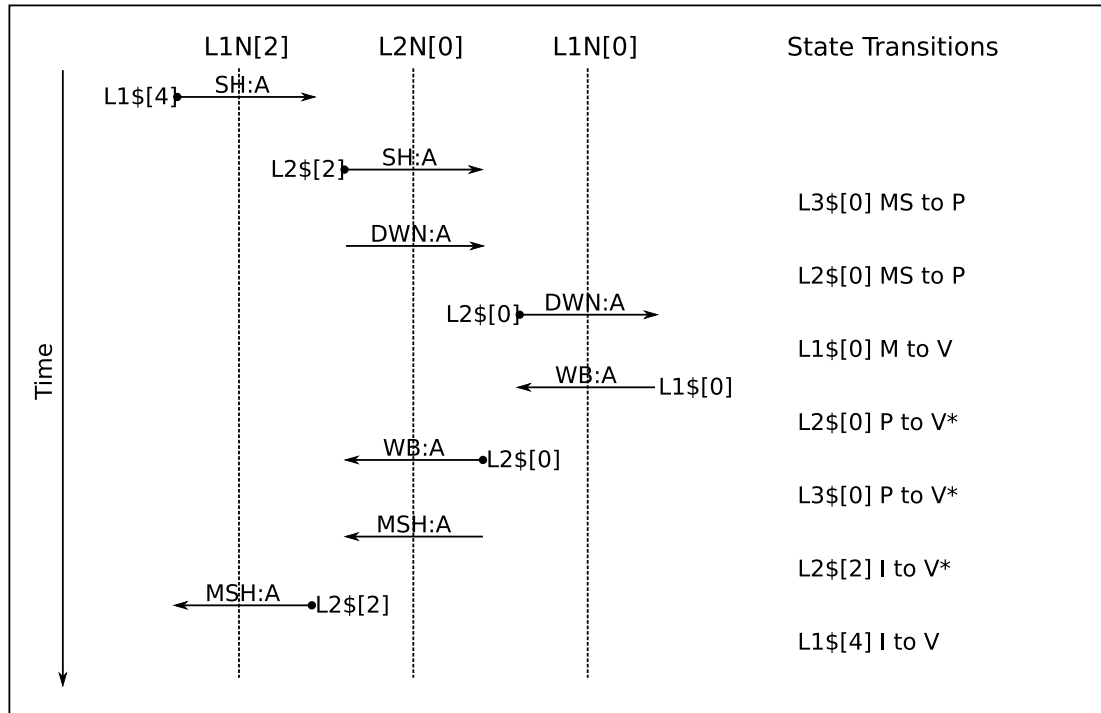 L1N[2] L2N[0] L1N[0] State Transitions
L1$[4] SH:A
L2$[2] SH:A
L3$[0] MS to P
DWN:A
L2$[0] MS to P
L2$[0] DWN:A
L1$[0] M to V
WB:A L1$[0]
L2$[0] P to V*
WB:A L2$[0]
L3$[0] P to V*
MSH:A
L2$[2] I to V*
MSH:A L2$[2]
L1$[4] I to V
Time